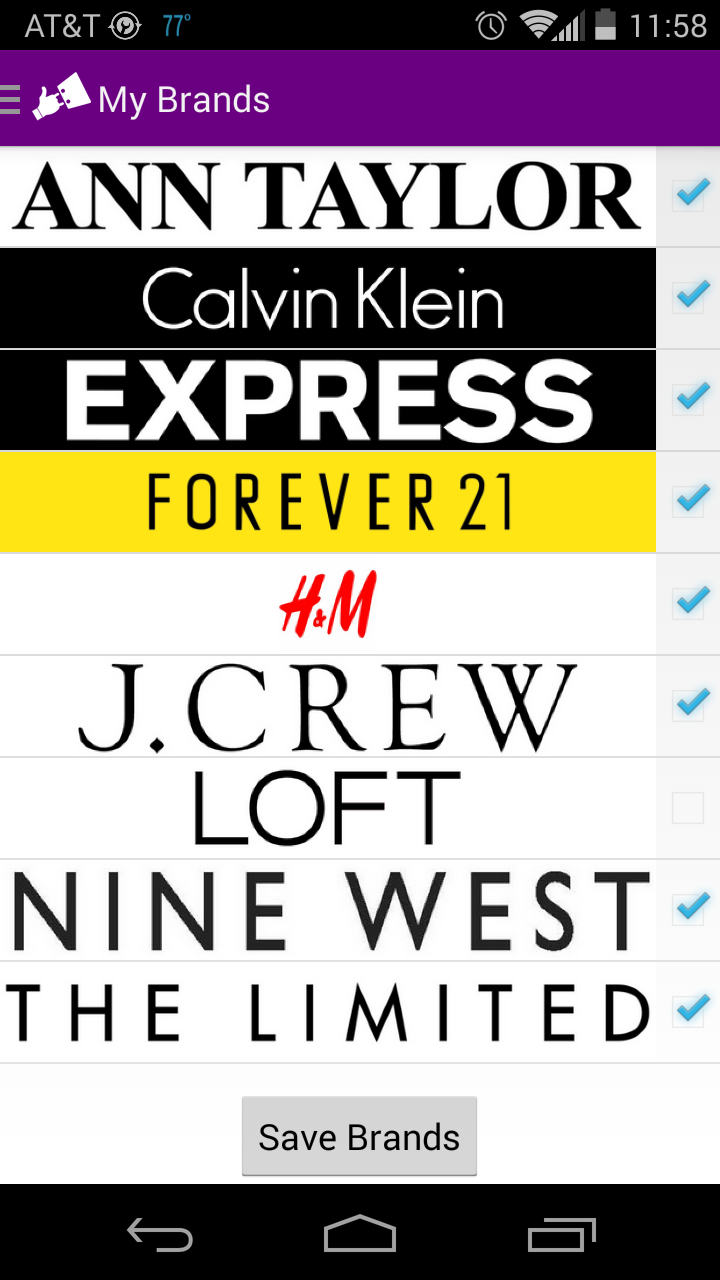 AT&T 77° 11:58
My Brands
ANN TAYLOR
Calvin Klein
EXPRESS
FOREVER 21
H&M
J.CREW
LOFT
NINE WEST
THE LIMITED
Save Brands